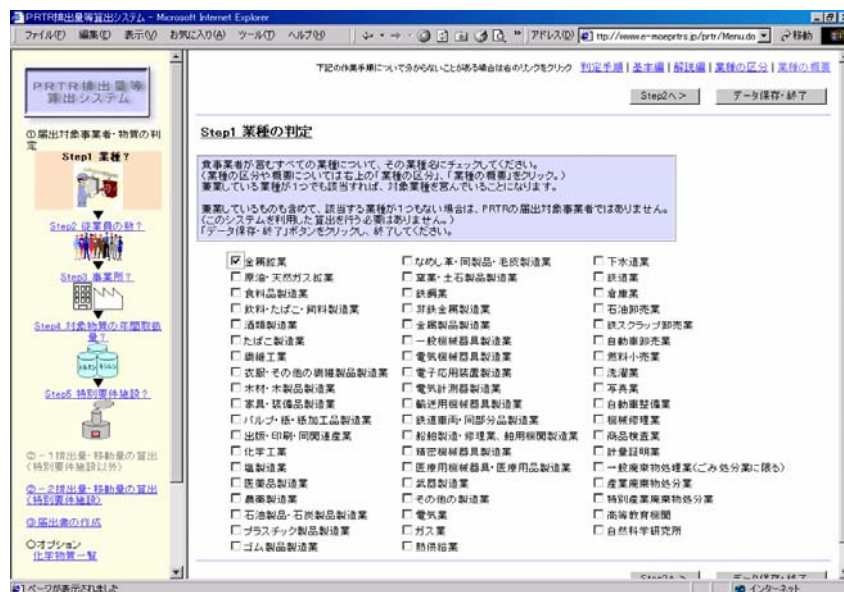 PRTR排出量等算出システム - Microsoft Internet Explorer
ファイル(F) 編集(E) 表示(V) お気に入り(A) ツール(T) ヘルプ(H)
アドレス(D)
ttp://www.e-moeprtrs.jp/prtr/Menu.do
移動
PRTR排出量等
算出システム
①届出対象事業者・物質の判
定
Step1 業種?
Step2 従業員の数?
Step3 事業所?
Step4 対象物質の年間取扱
量?
トルエン キシレン
Step5 特別要件施設?
②-1排出量・移動量の算出
(特別要件施設以外)
②-2排出量・移動量の算出
(特別要件施設)
③届出書の作成
○オプション
化学物質一覧
下記の作業手順について分からないことがある場合は右のリンクをクリック 判定手順 | 基本編 | 解説編 | 業種の区分 | 業種の概要
Step2へ>
データ保存・終了
Step1 業種の判定
貴事業者が営むすべての業種について、その業種名にチェックしてください。
(業種の区分や概要については右上の「業種の区分」、「業種の概要」をクリック。)
兼業している業種が1つでも該当すれば、対象業種を営んでいることになります。
兼業しているものも含めて、該当する業種が1つもない場合は、PRTRの届出対象事業者ではありません。
(このシステムを利用した算出を行う必要はありません。)
「データ保存・終了」ボタンをクリックし、終了してください。
金属鉱業
原油・天然ガス鉱業
食料品製造業
飲料・たばこ・飼料製造業
酒類製造業
たばこ製造業
繊維工業
衣服・その他の繊維製品製造業
木材・木製品製造業
家具・装備品製造業
パルプ・紙・紙加工品製造業
出版・印刷・同関連産業
化学工業
塩製造業
医薬品製造業
農薬製造業
石油製品・石炭製品製造業
プラスチック製品製造業
ゴム製品製造業
なめし革・同製品・毛皮製造業
窯業・土石製品製造業
鉄鋼業
非鉄金属製造業
金属製品製造業
一般機械器具製造業
電気機械器具製造業
電子応用装置製造業
電気計測器製造業
輸送用機械器具製造業
鉄道車両・同部分品製造業
船舶製造・修理業、舶用機関製造業
精密機械器具製造業
医療用機械器具・医療用品製造業
武器製造業
その他の製造業
電気業
ガス業
熱供給業
下水道業
鉄道業
倉庫業
石油卸売業
鉄スクラップ卸売業
自動車卸売業
燃料小売業
洗濯業
写真業
自動車整備業
機械修理業
商品検査業
計量証明業
一般廃棄物処理業(ごみ処分業に限る)
産業廃棄物処分業
特別産業廃棄物処分業
高等教育機関
自然科学研究所
ページが表示されました
インターネット